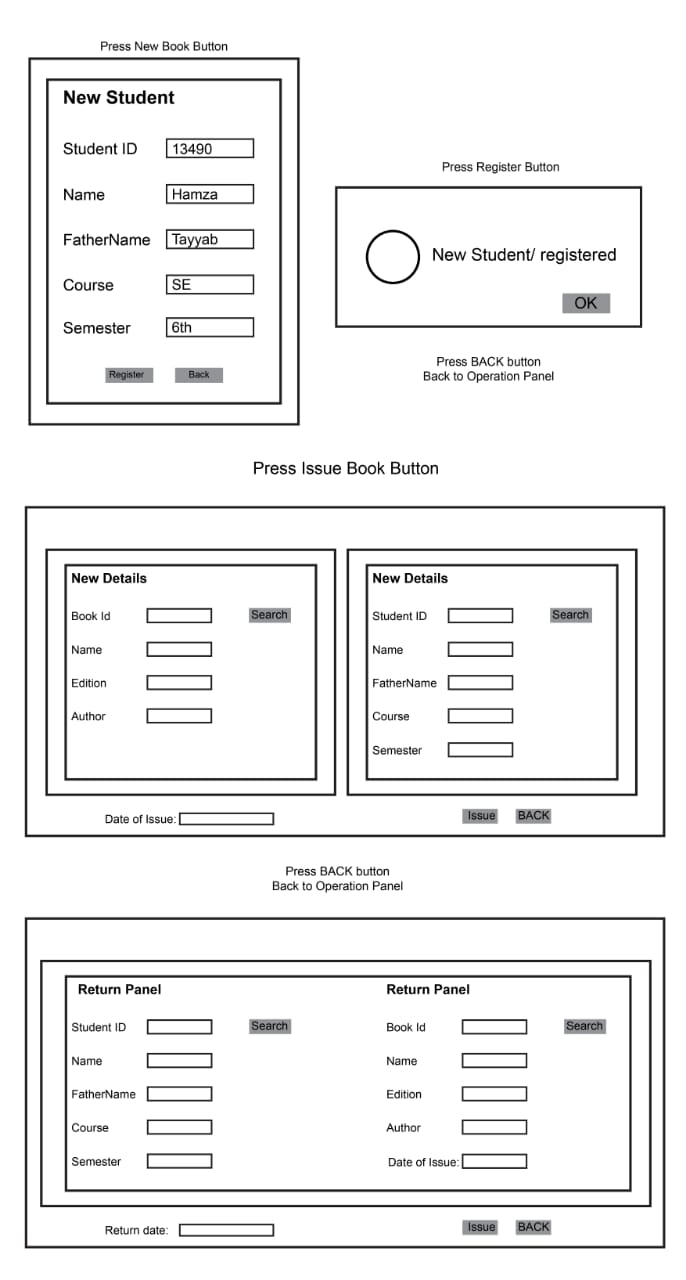 Press New Book Button
New Student
Student ID 13490
Name Hamza
FatherName Tayyab
Course SE
Semester 6th
Register Back
Press Register Button
New Student/ registered
OK
Press BACK button
Back to Operation Panel
Press Issue Book Button
New Details
Book Id Search
Name
Edition
Author
New Details
Student ID Search
Name
FatherName
Course
Semester
Date of Issue: Issue BACK
Press BACK button
Back to Operation Panel
Return Panel
Student ID Search
Name
FatherName
Course
Semester
Return Panel
Book Id Search
Name
Edition
Author
Date of Issue:
Return date: Issue BACK